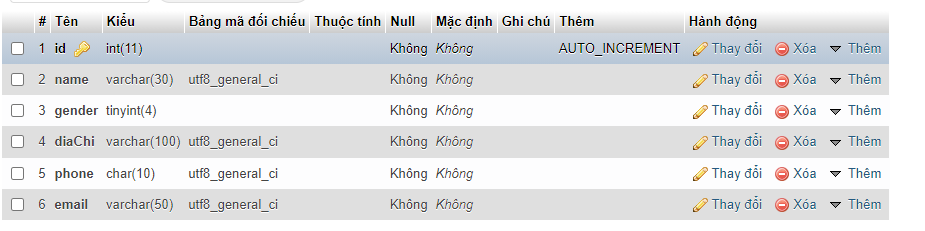 # Tên Kiểu Bảng mã đối chiếu Thuộc tính Null Mặc định Ghi chú Thêm Hành động
1 id int(11) Không Không AUTO_INCREMENT Thay đổi Xóa Thêm
2 name varchar(30) utf8_general_ci Không Không Thay đổi Xóa Thêm
3 gender tinyint(4) Không Không Thay đổi Xóa Thêm
4 diaChi varchar(100) utf8_general_ci Không Không Thay đổi Xóa Thêm
5 phone char(10) utf8_general_ci Không Không Thay đổi Xóa Thêm
6 email varchar(50) utf8_general_ci Không Không Thay đổi Xóa Thêm